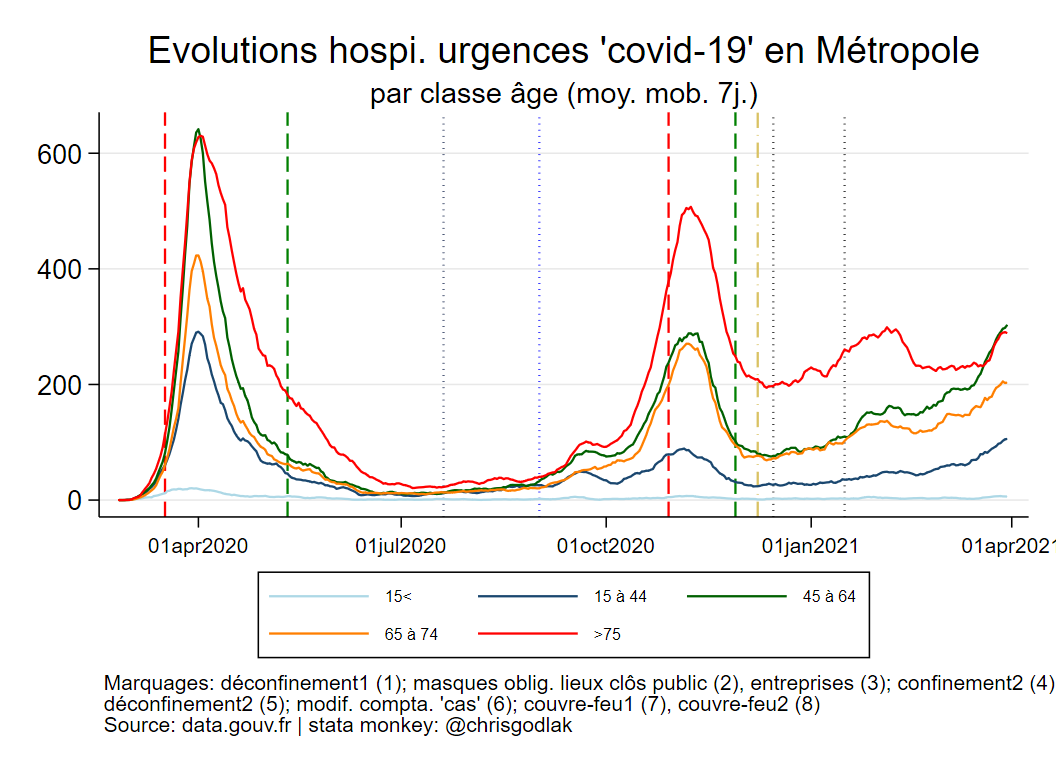 Evolutions hospi. urgences 'covid-19' en Métropole
par classe âge (moy. mob. 7j.)
600
400
200
0
01apr2020 01jul2020 01oct2020 01jan2021 01apr2021
15< 15 à 44 45 à 64
65 à 74 >75
Marquages: déconfinement1 (1); masques oblig. lieux clôs public (2), entreprises (3); confinement2 (4)
déconfinement2 (5); modif. compta. 'cas' (6); couvre-feu1 (7), couvre-feu2 (8)
Source: data.gouv.fr | stata monkey: @chrisgodlak